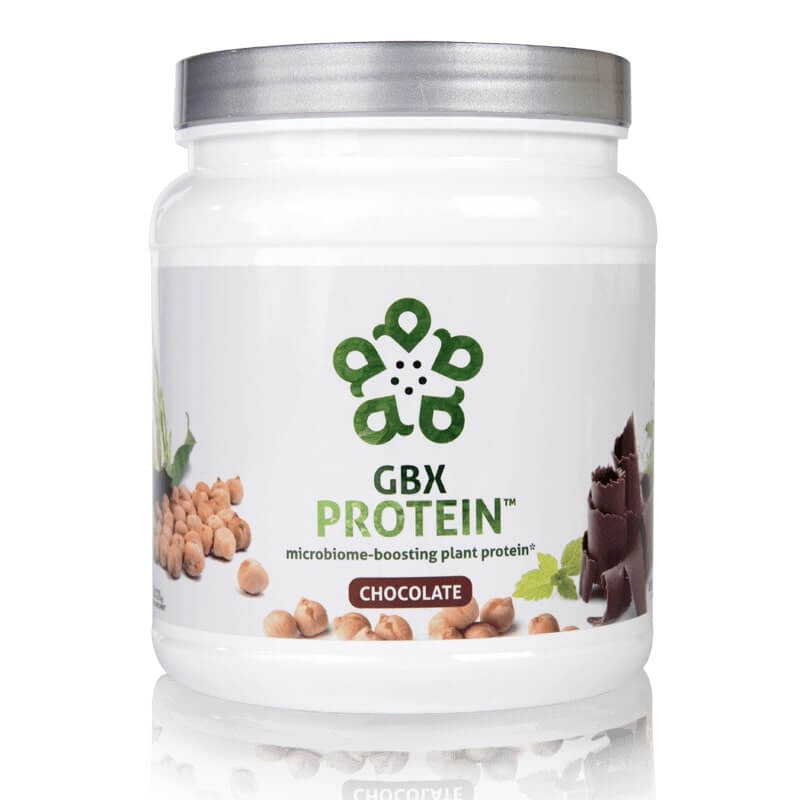 GBX
PROTEIN™
microbiome-boosting plant protein*
CHOCOLATE